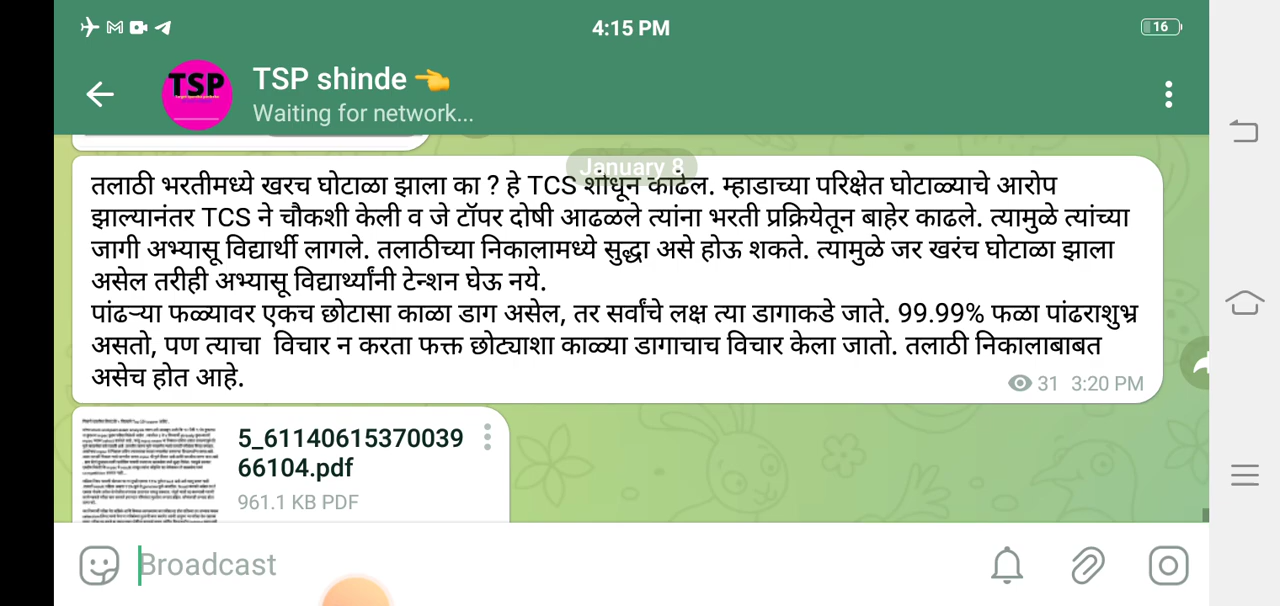 4:15 PM
16
TSP
TSP shinde
Waiting for network...
January 8
तलाठी भरतीमध्ये खरच घोटाळा झाला का ? हे TCS शोधून काढेल. म्हाडाच्या परिक्षेत घोटाळ्याचे आरोप
झाल्यानंतर TCS ने चौकशी केली व जे टॉपर दोषी आढळले त्यांना भरती प्रक्रियेतून बाहेर काढले. त्यामुळे त्यांच्या
जागी अभ्यासू विद्यार्थी लागले. तलाठीच्या निकालामध्ये सुद्धा असे होऊ शकते. त्यामुळे जर खरंच घोटाळा झाला
असेल तरीही अभ्यासू विद्यार्थ्यांनी टेन्शन घेऊ नये.
पांढऱ्या फळ्यावर एकच छोटासा काळा डाग असेल, तर सर्वांचे लक्ष त्या डागाकडे जाते. 99.99% फळा पांढराशुभ्र
असतो, पण त्याचा विचार न करता फक्त छोट्याशा काळ्या डागाचाच विचार केला जातो. तलाठी निकालाबाबत
असेच होत आहे.
31 3:20 PM
5_61140615370039
66104.pdf
961.1 KB PDF
Broadcast